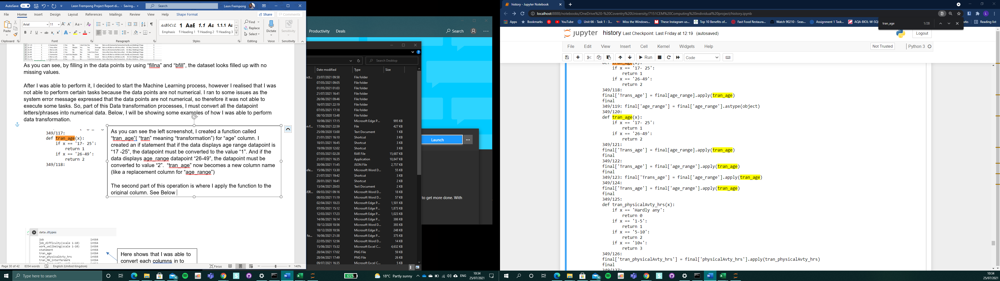 AutoSave On Leon Frempong Project Report di... - Saving... Search Leon Frempong
File Home Insert Design Layout References Mailings Review View Help Shape Format Share Comments
Paste Arial 11 Aa AaBbCcD 1 AaE 1.1 Aa 1.1.1 Aa Find Replace Select Dictate Sensitivity
B I U ab Emphasis ¶ Heading 1 ¶ Heading 2 ¶ Heading 3
Clipboard Font Paragraph Styles Editing Voice Sensitivity
As you can see, by filling in the data points by using “fillna” and “bfill”, the dataset looks filled up with no
missing values.
After I was able to perform it, I decided to start the Machine Learning process, however I realised that I was
not able to perform certain tasks because the data points are not numerical. I ran to some issues as the
system error message expressed that the data points are not numerical, so therefore it was not able to
execute some tasks. So, part of this Data transformation processes, I must convert all the datapoint
letters/phrases into numerical data. Below, I will be showing some examples of how I was able to perform
data transformation.
349/117:
def tran_age(x):
if x == '17- 25':
return 1
if x == '26-49':
return 2
349/118:
As you can see the left screenshot, I created a function called
“tran_age”( “tran” meaning “transformation”) for “age” column. I
created an if statement that if the data displays age range datapoint is
“17 -25”, the datapoint must be converted to the value “1”. And if the
data displays age_range datapoint “26-49”, the datapoint must be
converted to value “2”. “tran_age” now becomes a new column name
(like a replacement column for “age_range”)
The second part of this operation is where I apply the function to the
original column. See Below
data.dtypes
job int64
job_difficulty(scale 1-10) int64
work_wellbeing(scale 1-10) int64
statement int64
tran_age int64
tran_physicalAvty_hrs int64
tran_MH_interfereWrk int64
Here shows that I was able to
convert each columns in to
Page 30 of 42 8354 words English (United Kingdom) Focus 140%
Productivity Deals Search
Search Desktop
Date modified Type Size
ect... 23/07/2021 09:58 File folder
07/05/2021 09:05 File folder
01/05/2021 01:03 File folder
21/07/2021 16:41 File folder
26/06/2021 09:46 File folder
16/07/2021 22:19 File folder
07/05/2021 17:18 File folder
08/10/2020 13:48 File folder
10/06/2021 17:15 Microsoft Edge P... 995 KB
n f... 17/06/2021 22:59 File 427 KB
25/09/2020 13:00 Text Document 1 KB
21/01/2021 16:10 Shortcut 3 KB
18/01/2021 16:45 Shortcut 3 KB
19/09/2020 12:02 Shortcut 3 KB
07/05/2021 02:28 RAR File 15,687 KB
21/07/2021 16:35 Application 10,847 KB
30/06/2021 11:45 JSON File 2,757 KB
efe... 15/06/2021 13:30 Microsoft Word D... 55 KB
21/07/2021 19:42 Shortcut 3 KB
28/01/2021 16:41 Shortcut 2 KB
13/04/2021 20:03 Text Document 2 KB
/ER... 09/03/2021 09:16 Microsoft Word D... 18 KB
08/03/2021 11:19 Microsoft Word D... 57 KB
02/04/2021 10:23 Microsoft Edge P... 1,501 KB
07/05/2021 15:12 Microsoft Edge P... 1,873 KB
12/03/2021 17:23 Microsoft Edge P... 1,023 KB
14/06/2021 16:14 Microsoft Edge P... 386 KB
18/12/2020 10:56 Microsoft Word D... 393 KB
18/12/2020 10:56 Microsoft Edge P... 248 KB
fo... 16/06/2021 21:38 Microsoft Edge P... 375 KB
22/05/2021 12:56 Microsoft Word D... 14 KB
15/06/2021 15:32 Microsoft Excel C... 4,632 KB
28/04/2021 17:02 PNG File 59 KB
28/04/2021 17:49 PNG File 26 KB
09/07/2021 16:35 Microsoft Excel C... 5 KB
Launch ...
to get more done. With
Type here to search 16 65% 18°C Partly sunny ENG 10:34 25/07/2021
history - Jupyter Notebook
localhost:8888/notebooks/OneDrive%20-%20Coventry%20University/7151CEM%20Computing%20individual%20project/history.ipynb
Apps Bookmarks YouTube Unit 66 - Task 1 - 3... Miss the Windows... These Instagram us... Top 10 Benefits of... Fast Food Restaura... Watch 90210 - Seas... Assignment 1 Task... AQA-BIOL-W-SQ arks Reading list
tran_age 1/28
jupyter history Last Checkpoint: Last Friday at 12:19 (autosaved) Logout
File Edit View Insert Cell Kernel Widgets Help Not Trusted Python 3
Run Code
def tran_age(x):
if x == '17- 25':
return 1
if x == '26-49':
return 2
349/118:
final['Trans_age'] = final[age_range].apply(tran_age)
final
349/119: final['age_range'] = final['age_range'].astype(object)
349/120:
def tran_age(x):
if x == '17- 25':
return 1
if x == '26-49':
return 2
349/121:
final['Trans_age'] = final[age_range].apply(tran_age)
final
349/122:
final['Trans_age'] = final['age_range'].apply(tran_age)
final
349/123: final['Trans_age'] = final['age_range'].apply(tran_age)
349/124:
final['Trans_age'] = final['age_range'].apply(tran_age)
final
349/125:
def tran_physicalAvty_hrs(x):
if x == 'Hardly any':
return 0
if x == '1-5':
return 1
if x == '5-10':
return 2
if x == '10+':
return 3
349/126:
final['tran_physicalAvty_hrs'] = final['physicalAvty_hrs'].apply(tran_physicalAvty_hrs)
final
349/127:
16 10:34 25/07/2021